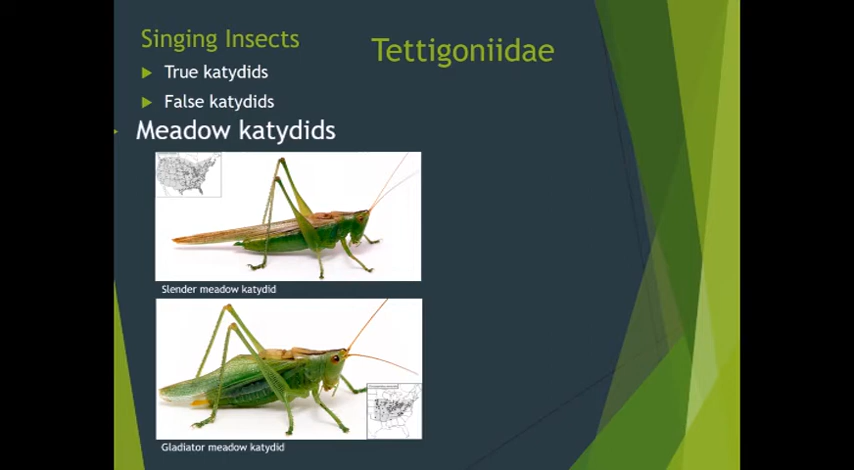 Singing Insects
Tettigoniidae
True katydids
False katydids
Meadow katydids
Slender meadow katydid
Gladiator meadow katydid